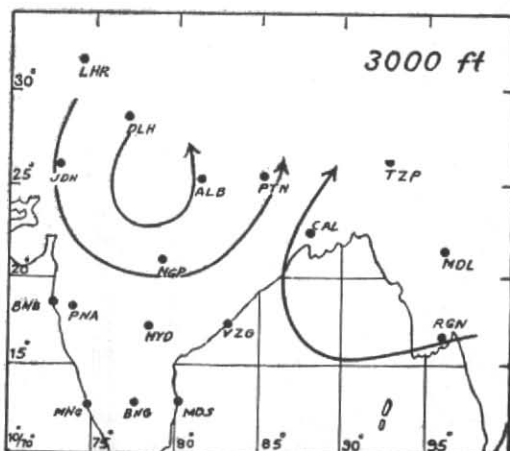 3000 ft
LHR
30°
DLH
JDH
25°
ALB
PTN
TZP
CAL
NGP
MDL
20°
BMB
PNA
HYD
VZG
RGN
15°
MNG
BNG
MDS
10°/70°
75°
80°
85°
90°
95°